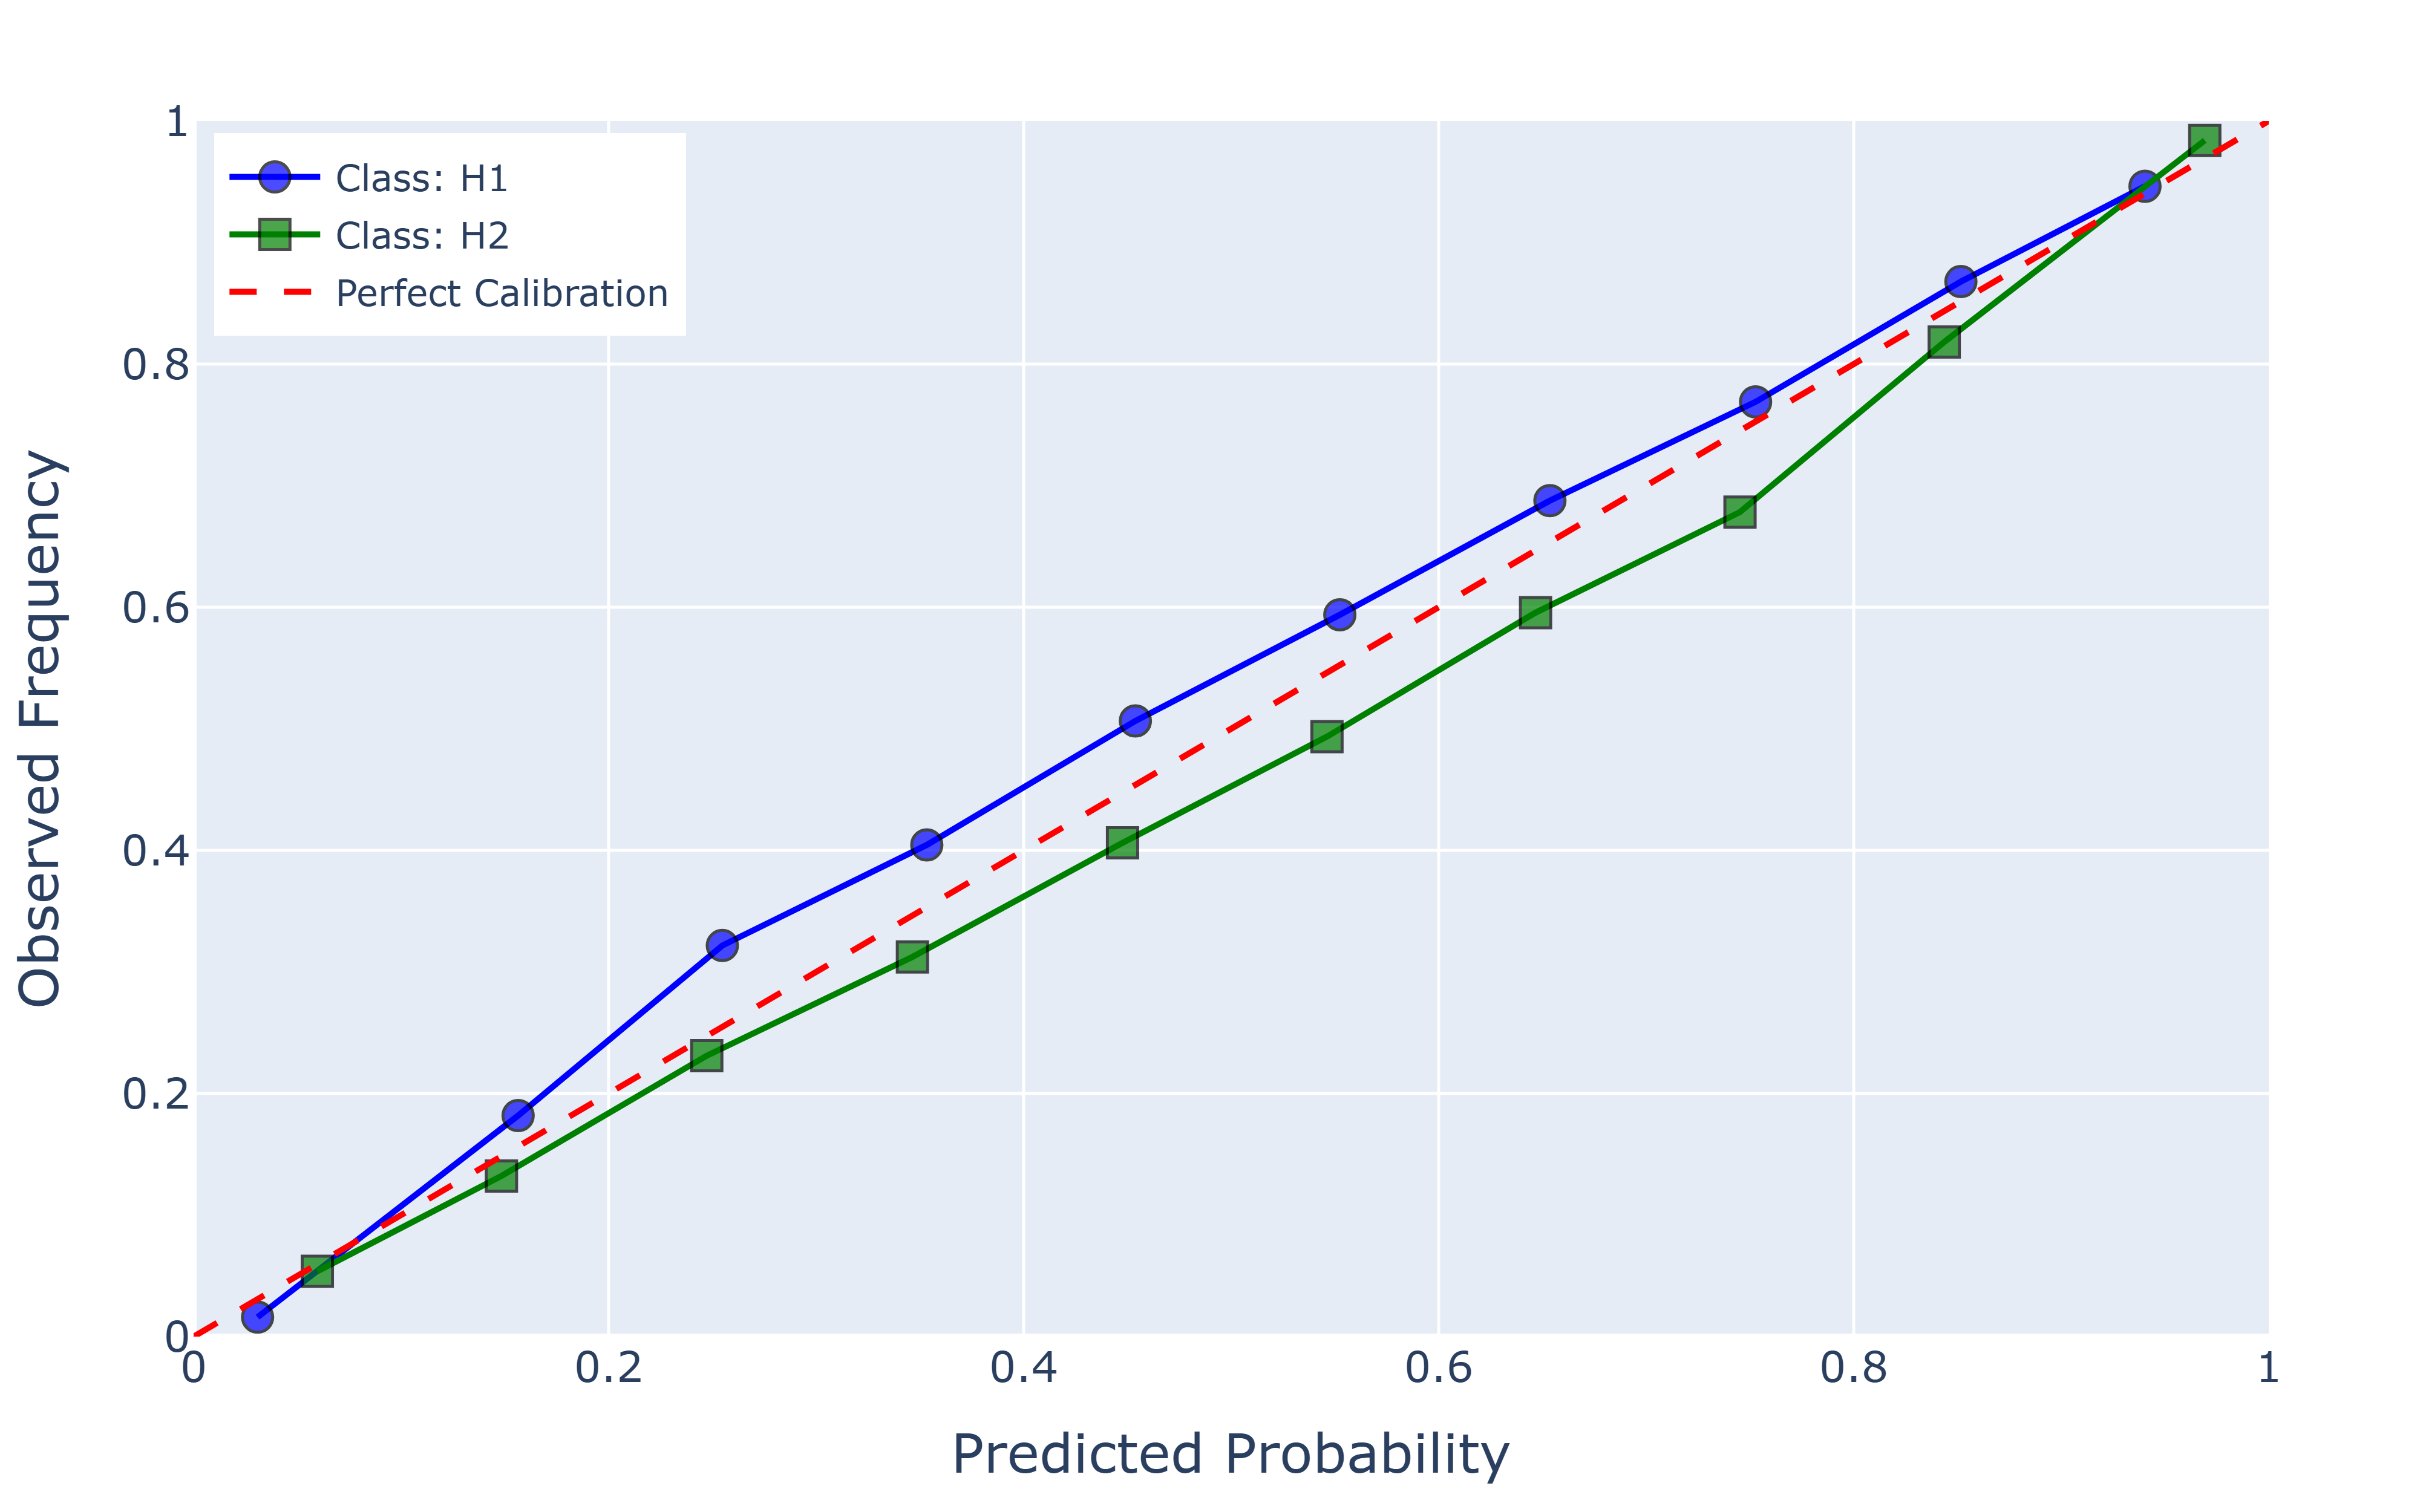 Class: H1
Class: H2
Perfect Calibration
Observed Frequency
1
0.8
0.6
0.4
0.2
0
0 0.2 0.4 0.6 0.8 1
Predicted Probability